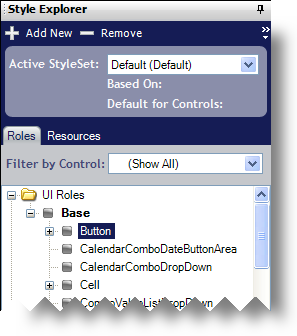 Style Explorer
Add New Remove
Active StyleSet: Default (Default)
Based On:
Default for Controls:
Roles Resources
Filter by Control: (Show All)
UI Roles
Base
Button
CalendarComboDateButtonArea
CalendarComboDropDown
Cell
ComboValueListDropDown